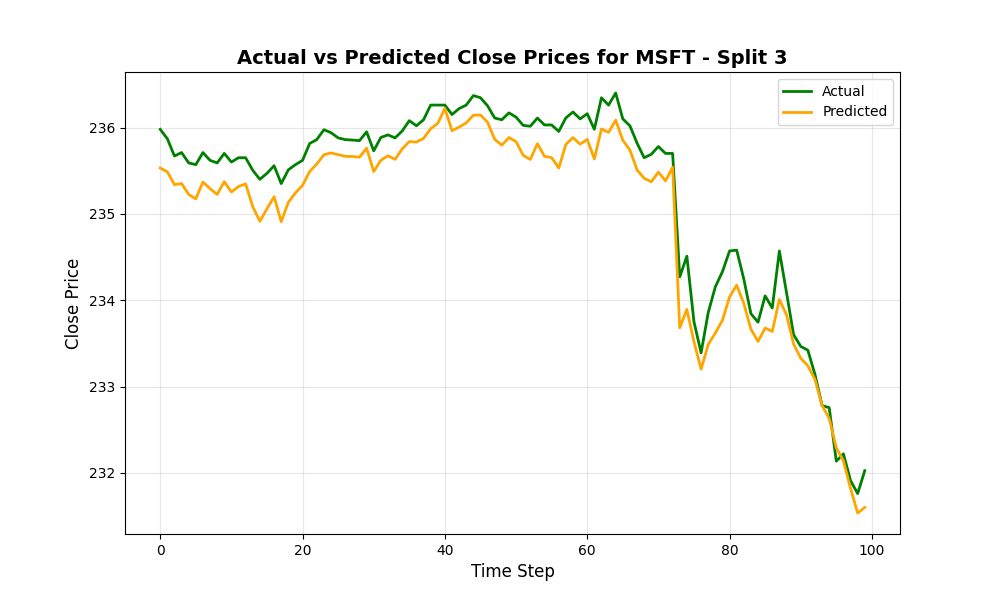 Actual vs Predicted Close Prices for MSFT - Split 3
Actual
Predicted
Close Price
236
235
234
233
232
0 20 40 60 80 100
Time Step